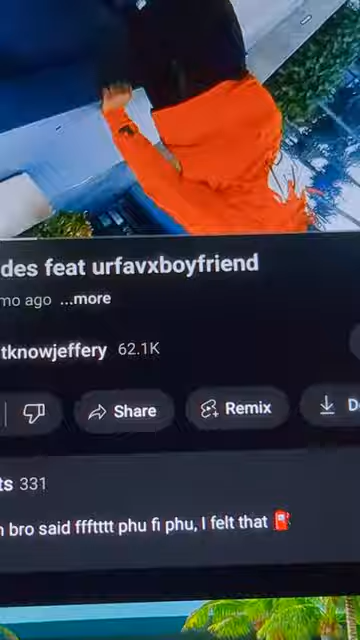 des feat urfavxboyfriend
mo ago ...more
tknowjeffery 62.1K
Share Remix D
ts 331
n bro said fffttttt phu fi phu, I felt that